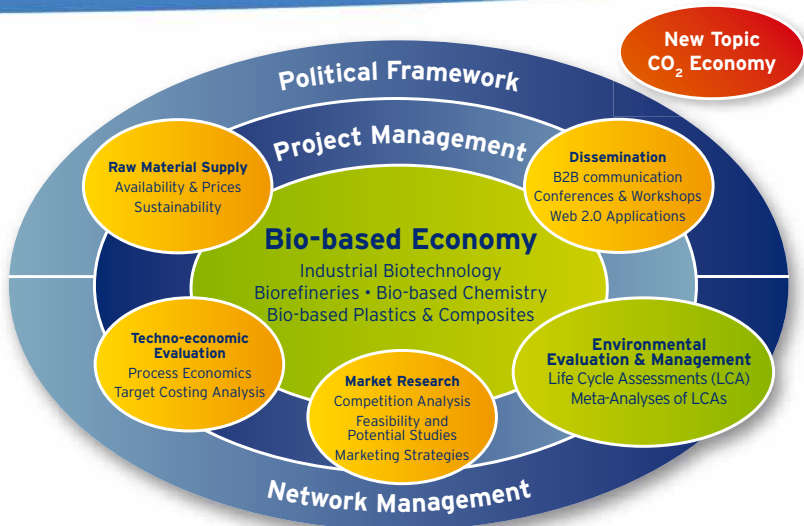 New Topic
CO₂ Economy
Political Framework
Project Management
Raw Material Supply
Availability & Prices
Sustainability
Dissemination
B2B communication
Conferences & Workshops
Web 2.0 Applications
Bio-based Economy
Industrial Biotechnology
Biorefineries • Bio-based Chemistry
Bio-based Plastics & Composites
Techno-economic
Evaluation
Process Economics
Target Costing Analysis
Market Research
Competition Analysis
Feasibility and
Potential Studies
Marketing Strategies
Environmental
Evaluation & Management
Life Cycle Assessments (LCA)
Meta-Analyses of LCAs
Network Management